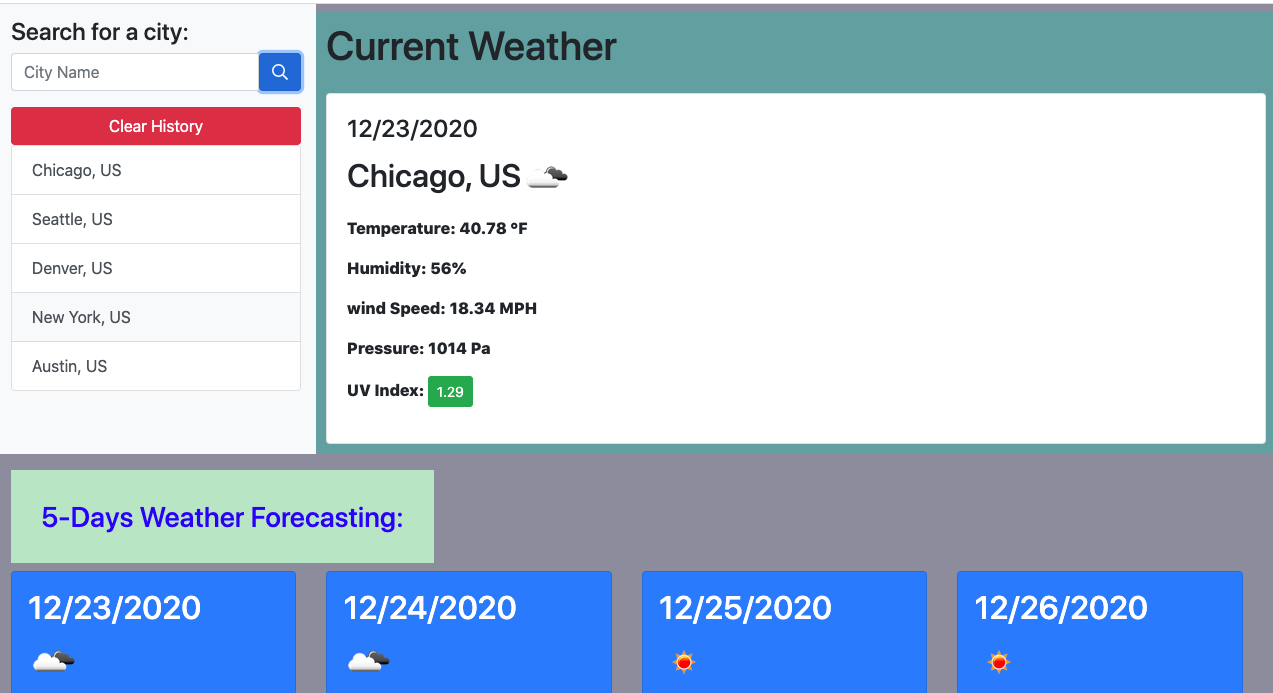 Search for a city:
City Name
Clear History
Chicago, US
Seattle, US
Denver, US
New York, US
Austin, US
Current Weather
12/23/2020
Chicago, US
Temperature: 40.78 °F
Humidity: 56%
wind Speed: 18.34 MPH
Pressure: 1014 Pa
UV Index: 1.29
5-Days Weather Forecasting:
12/23/2020
12/24/2020
12/25/2020
12/26/2020